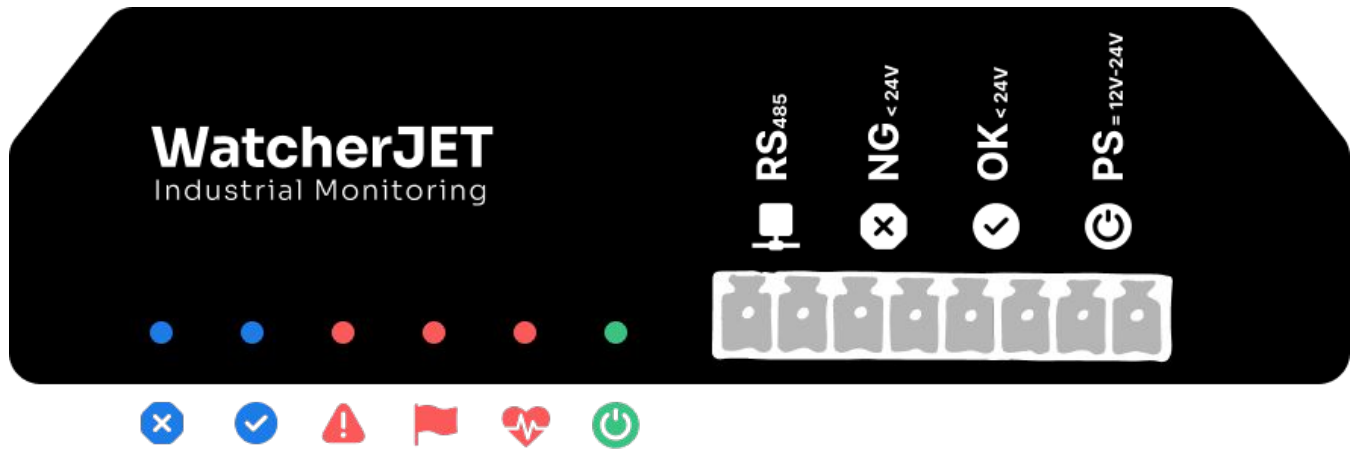 WatcherJET
Industrial Monitoring
RS485
NG < 24V
OK < 24V
PS = 12V-24V